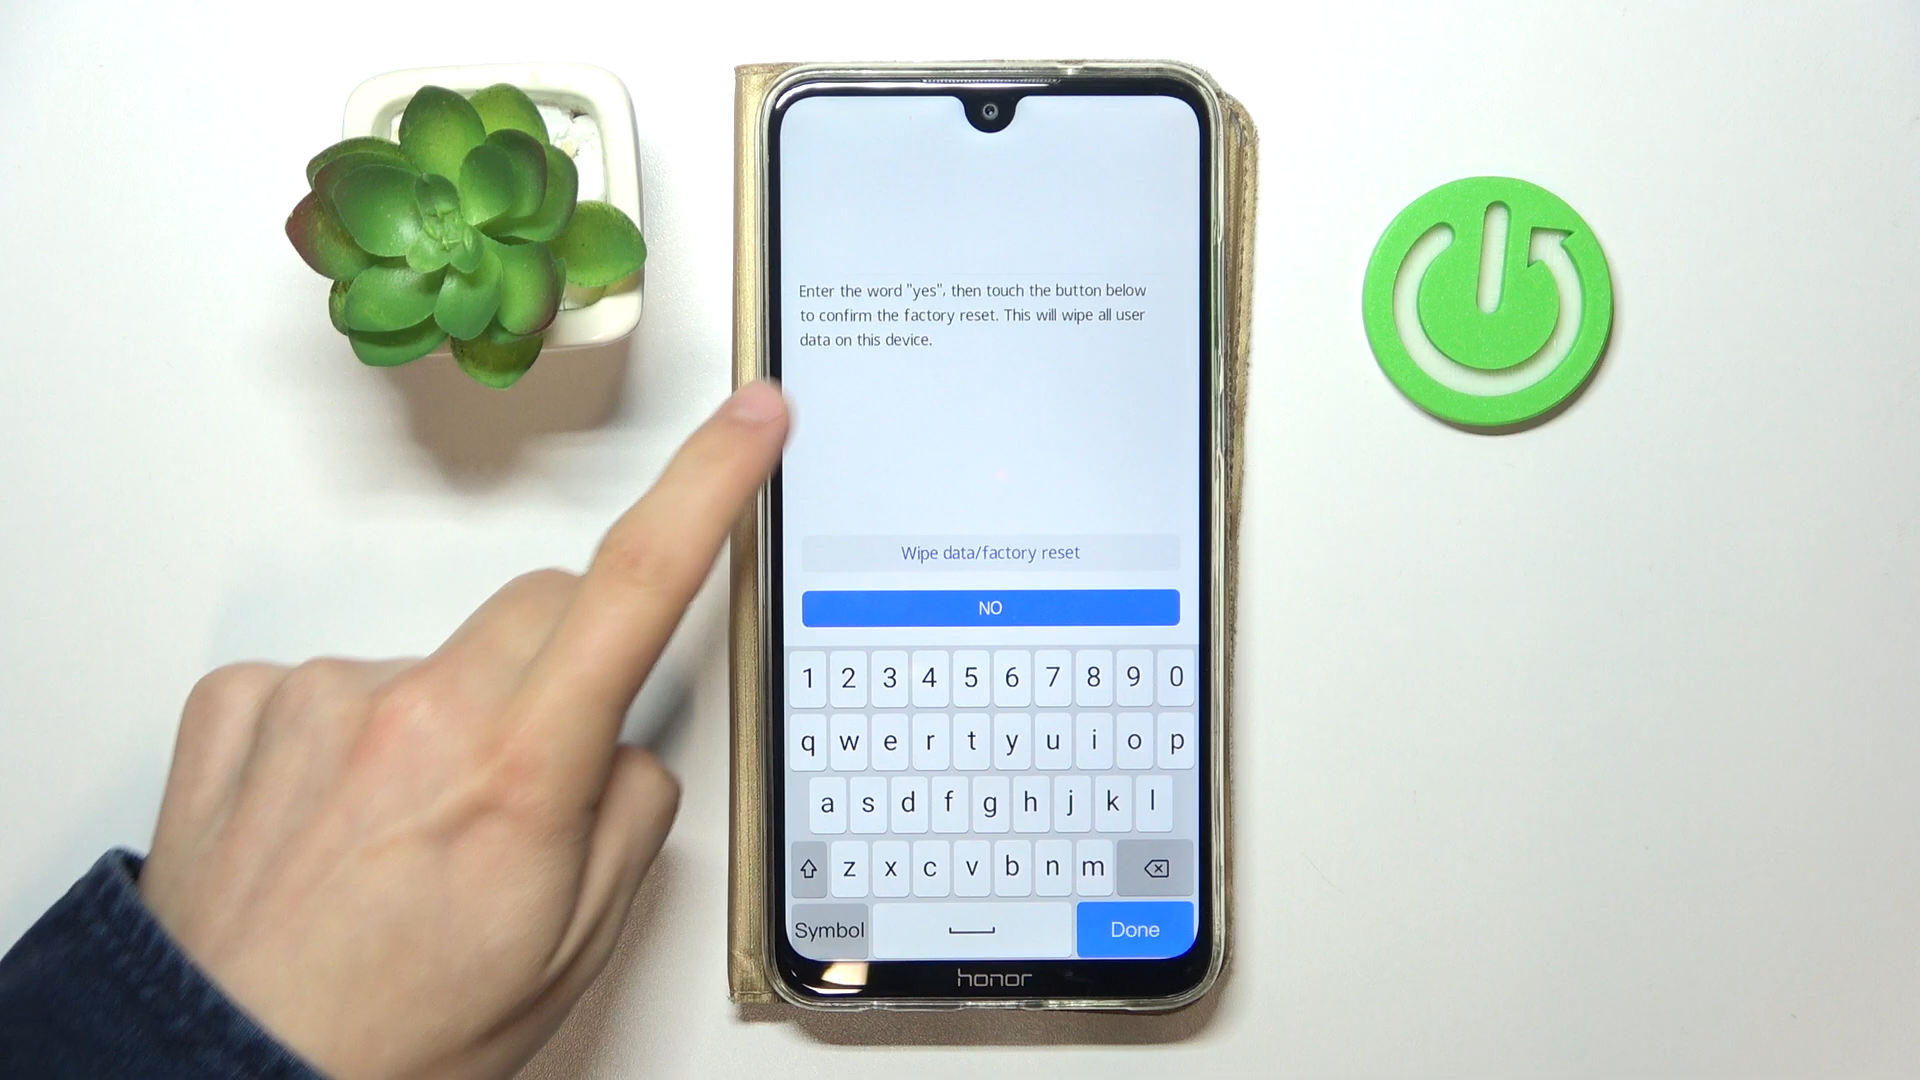 Enter the word "yes", then touch the button below
to confirm the factory reset. This will wipe all user
data on this device.
Wipe data/factory reset
NO
1 2 3 4 5 6 7 8 9 0
q w e r t y u i o p
a s d f g h j k l
z x c v b n m
Symbol Done
honor